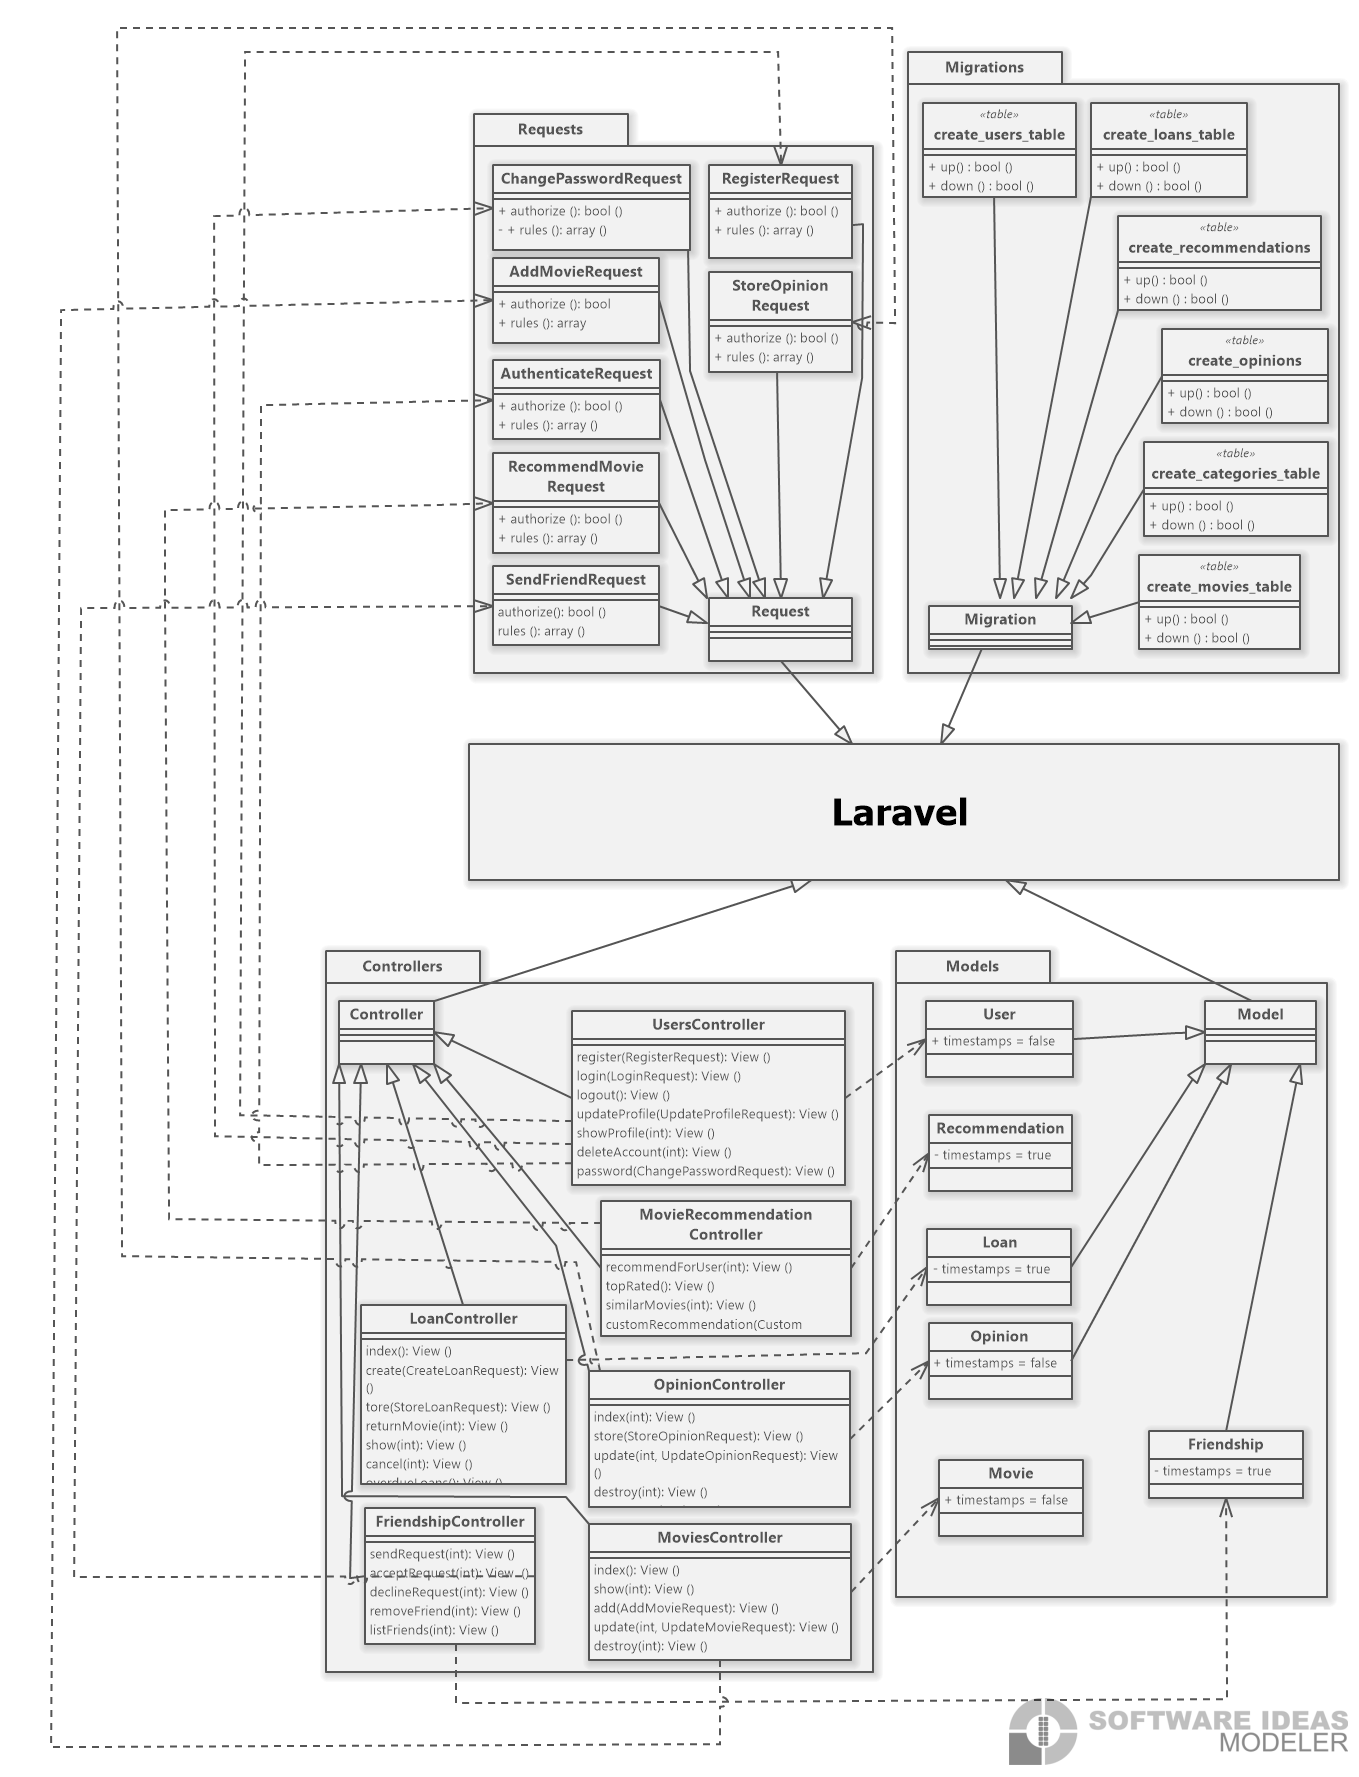 Requests
ChangePasswordRequest
+ authorize (): bool ()
- + rules (): array ()
RegisterRequest
+ authorize (): bool ()
+ rules (): array ()
AddMovieRequest
+ authorize (): bool
+ rules (): array
StoreOpinion
Request
+ authorize (): bool ()
+ rules (): array ()
AuthenticateRequest
+ authorize (): bool ()
+ rules (): array ()
RecommendMovie
Request
+ authorize (): bool ()
+ rules (): array ()
SendFriendRequest
authorize(): bool ()
rules (): array ()
Request
Migrations
«table»
create_users_table
+ up() : bool ()
+ down () : bool ()
«table»
create_loans_table
+ up() : bool ()
+ down () : bool ()
«table»
create_recommendations
+ up() : bool ()
+ down () : bool ()
«table»
create_opinions
+ up() : bool ()
+ down () : bool ()
«table»
create_categories_table
+ up() : bool ()
+ down () : bool ()
«table»
create_movies_table
+ up() : bool ()
+ down () : bool ()
Migration
Laravel
Controllers
Controller
UsersController
register(RegisterRequest): View ()
login(LoginRequest): View ()
logout(): View ()
updateProfile(UpdateProfileRequest): View ()
showProfile(int): View ()
deleteAccount(int): View ()
password(ChangePasswordRequest): View ()
MovieRecommendation
Controller
recommendForUser(int): View ()
topRated(): View ()
similarMovies(int): View ()
customRecommendation(Custom
LoanController
index(): View ()
create(CreateLoanRequest): View
()
tore(StoreLoanRequest): View ()
returnMovie(int): View ()
show(int): View ()
cancel(int): View ()
overdueLoans(): View ()
OpinionController
index(int): View ()
store(StoreOpinionRequest): View ()
update(int, UpdateOpinionRequest): View
()
destroy(int): View ()
FriendshipController
sendRequest(int): View ()
acceptRequest(int): View ()
declineRequest(int): View ()
removeFriend(int): View ()
listFriends(int): View ()
MoviesController
index(): View ()
show(int): View ()
add(AddMovieRequest): View ()
update(int, UpdateMovieRequest): View ()
destroy(int): View ()
Models
User
+ timestamps = false
Model
Recommendation
- timestamps = true
Loan
- timestamps = true
Opinion
+ timestamps = false
Friendship
- timestamps = true
Movie
+ timestamps = false
SOFTWARE IDEAS
MODELER